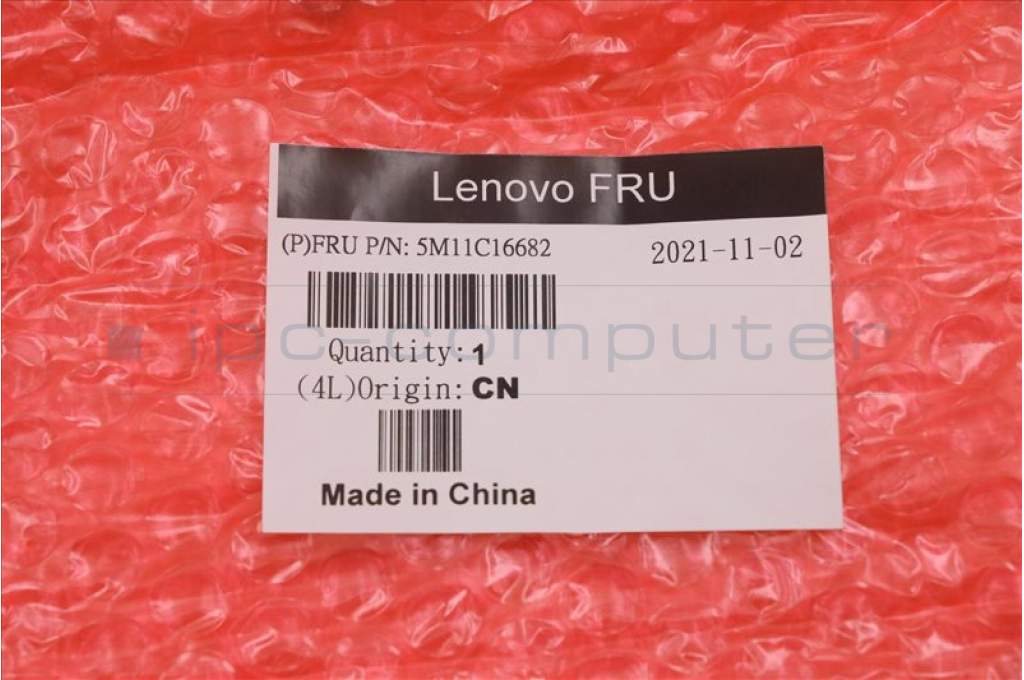 Lenovo FRU
(P)FRU P/N: 5M11C16682 2021-11-02
ipc-computer
Quantity: 1
(4L)Origin: CN
Made in China